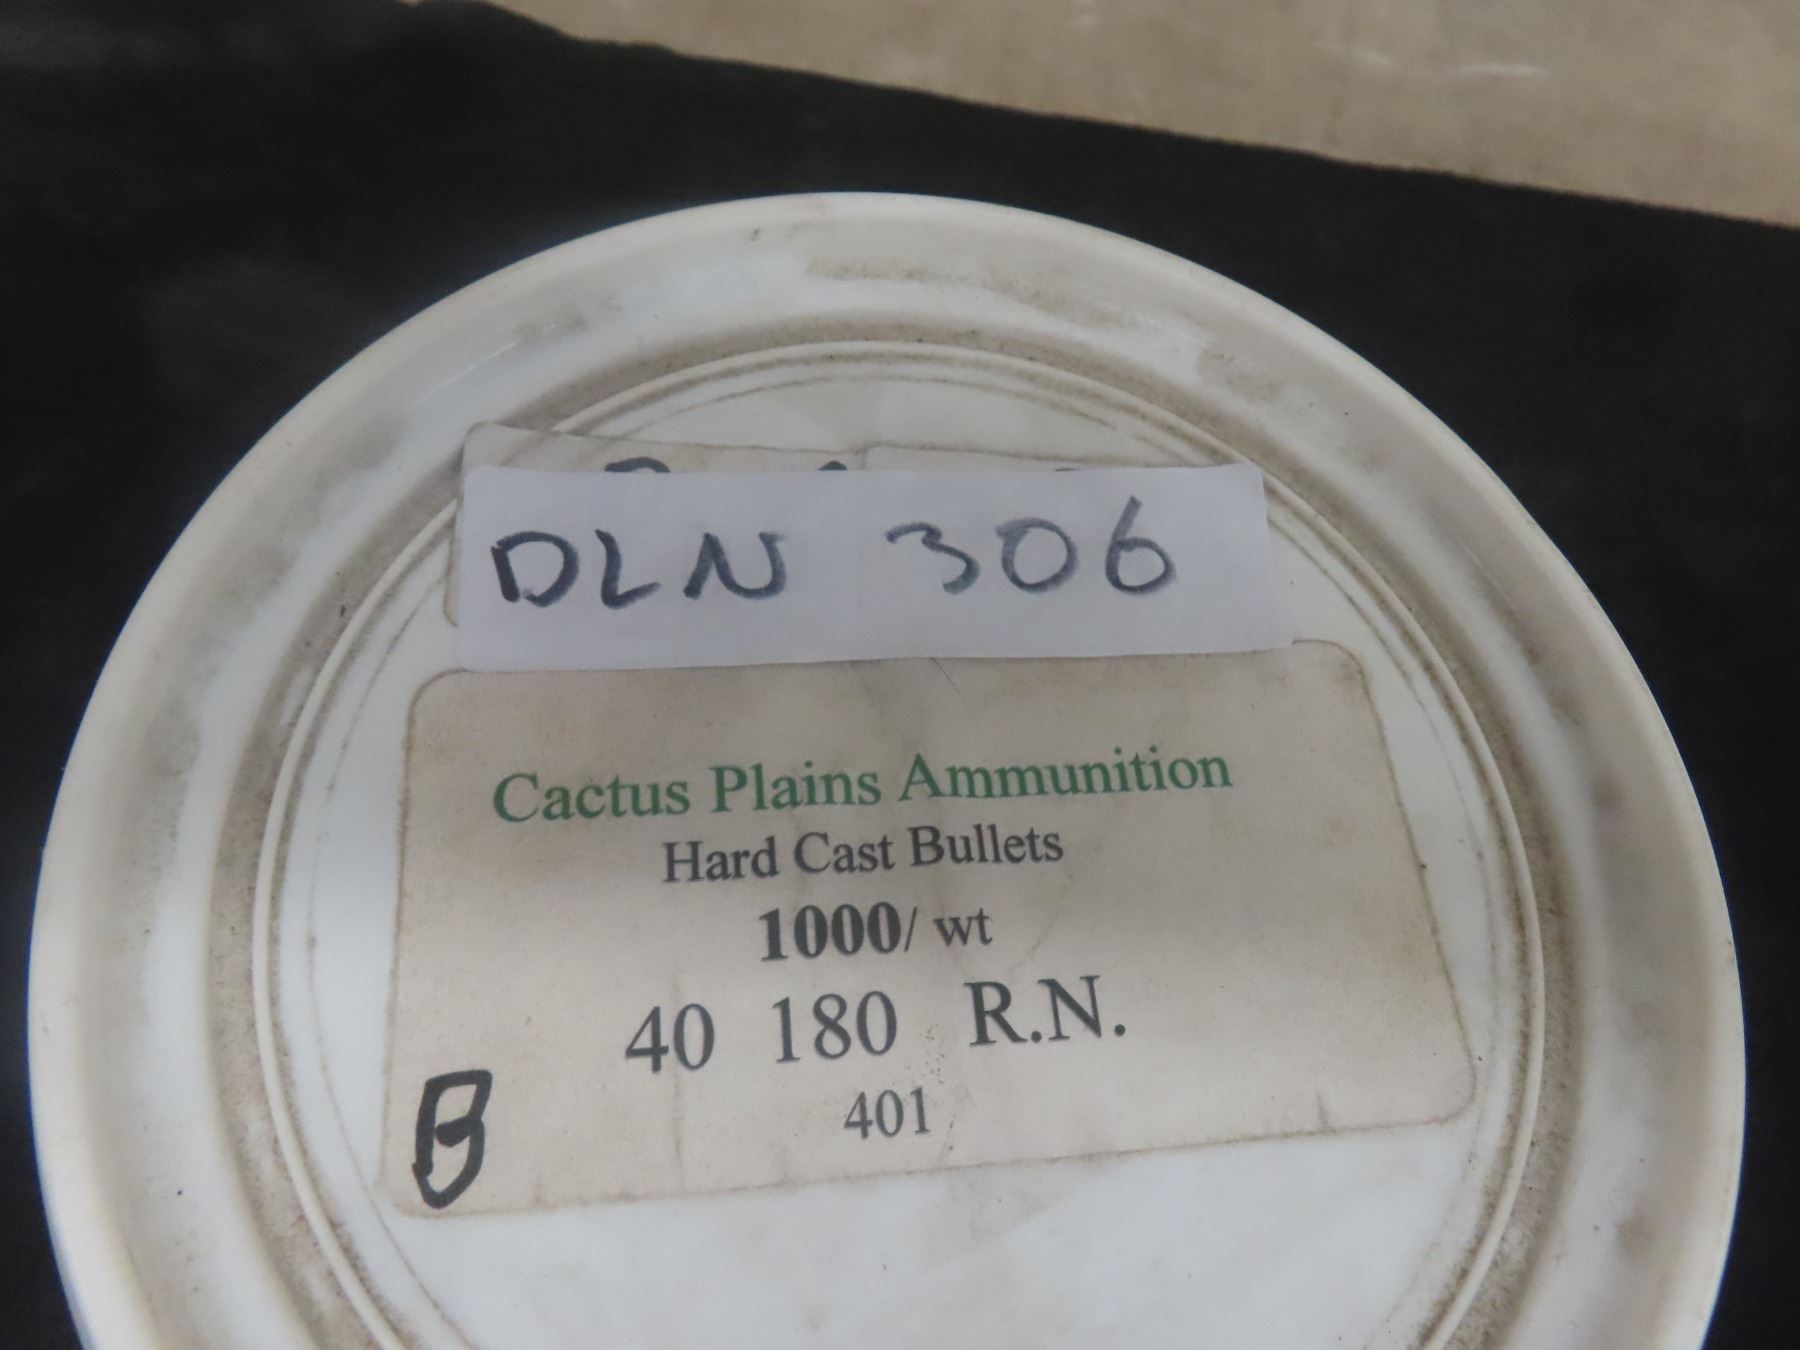 DLN 306
Cactus Plains Ammunition
Hard Cast Bullets
1000/ wt
40 180 R.N.
401
B